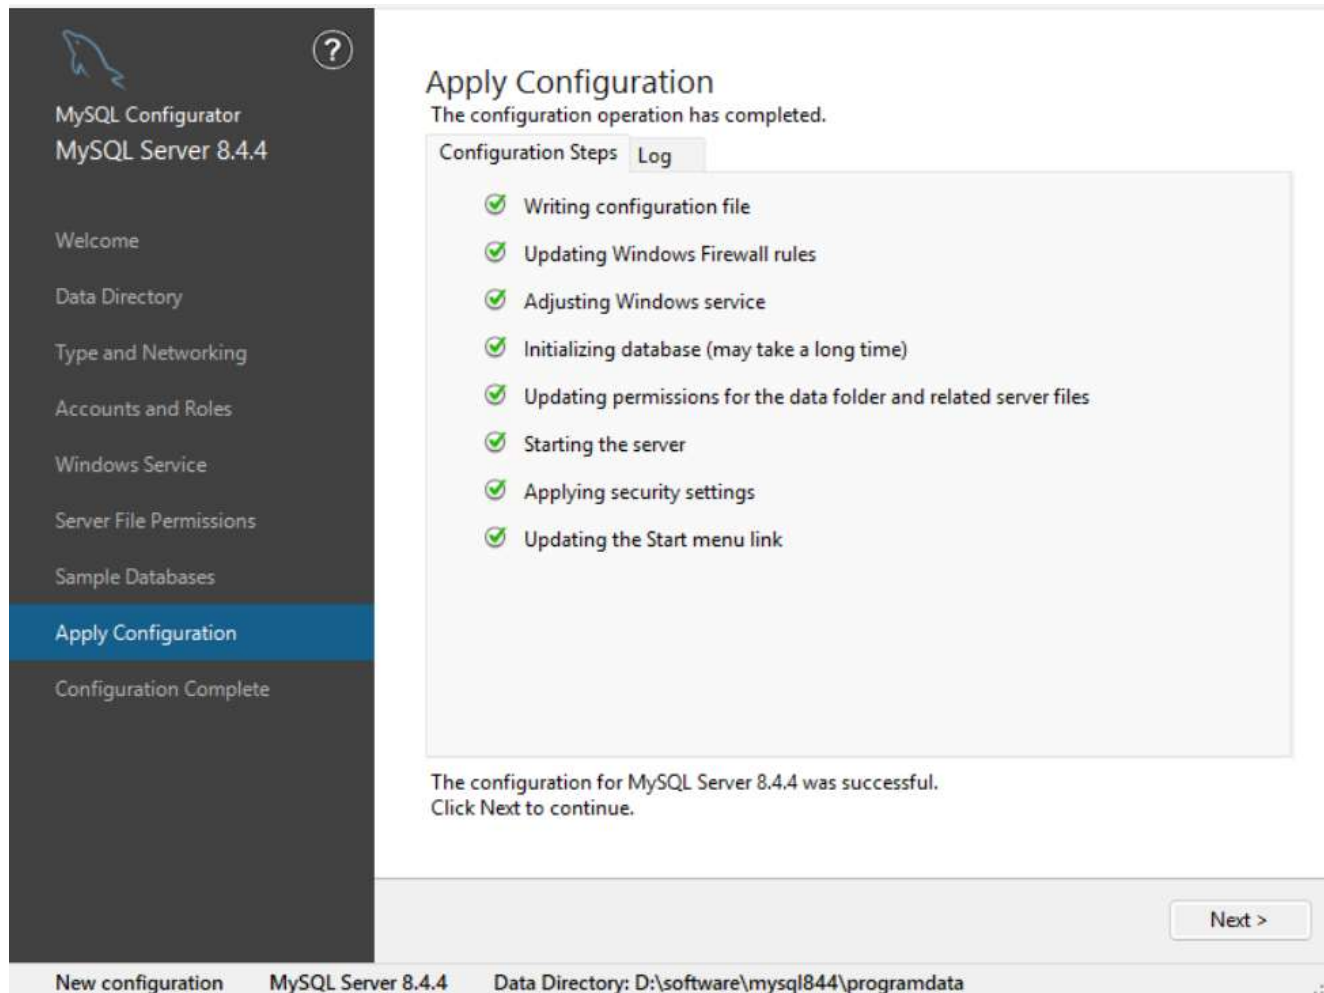 ?
MySQL Configurator
MySQL Server 8.4.4
Welcome
Data Directory
Type and Networking
Accounts and Roles
Windows Service
Server File Permissions
Sample Databases
Apply Configuration
Configuration Complete
Apply Configuration
The configuration operation has completed.
Configuration Steps Log
Writing configuration file
Updating Windows Firewall rules
Adjusting Windows service
Initializing database (may take a long time)
Updating permissions for the data folder and related server files
Starting the server
Applying security settings
Updating the Start menu link
The configuration for MySQL Server 8.4.4 was successful.
Click Next to continue.
Next >
New configuration MySQL Server 8.4.4 Data Directory: D:\software\mysql844\programdata